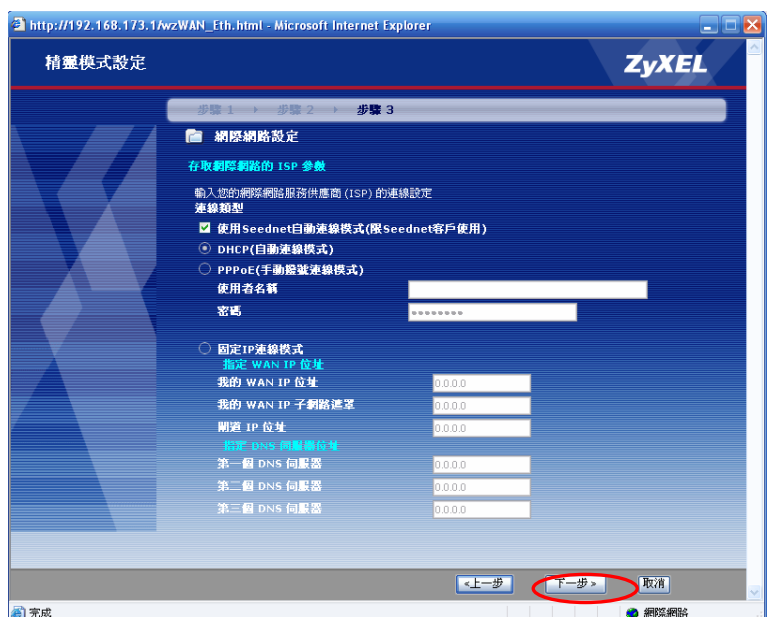 http://192.168.173.1/wzWAN_Eth.html - Microsoft Internet Explorer
精靈模式設定
ZyXEL
步驟 1 步驟 2 步驟 3
網際網路設定
存取網際網路的 ISP 參數
輸入您的網際網路服務供應商 (ISP) 的連線設定
連線類型
使用Seednet自動連線模式(限Seednet客戶使用)
DHCP(自動連線模式)
PPPoE(手動撥號連線模式)
使用者名稱
密碼 ••••••••
固定IP連線模式
指定 WAN IP 位址
我的 WAN IP 位址 0.0.0.0
我的 WAN IP 子網路遮罩 0.0.0.0
閘道 IP 位址 0.0.0.0
指定 DNS 伺服器位址
第一個 DNS 伺服器 0.0.0.0
第二個 DNS 伺服器 0.0.0.0
第三個 DNS 伺服器 0.0.0.0
«上一步 下一步 » 取消
完成 網際網路